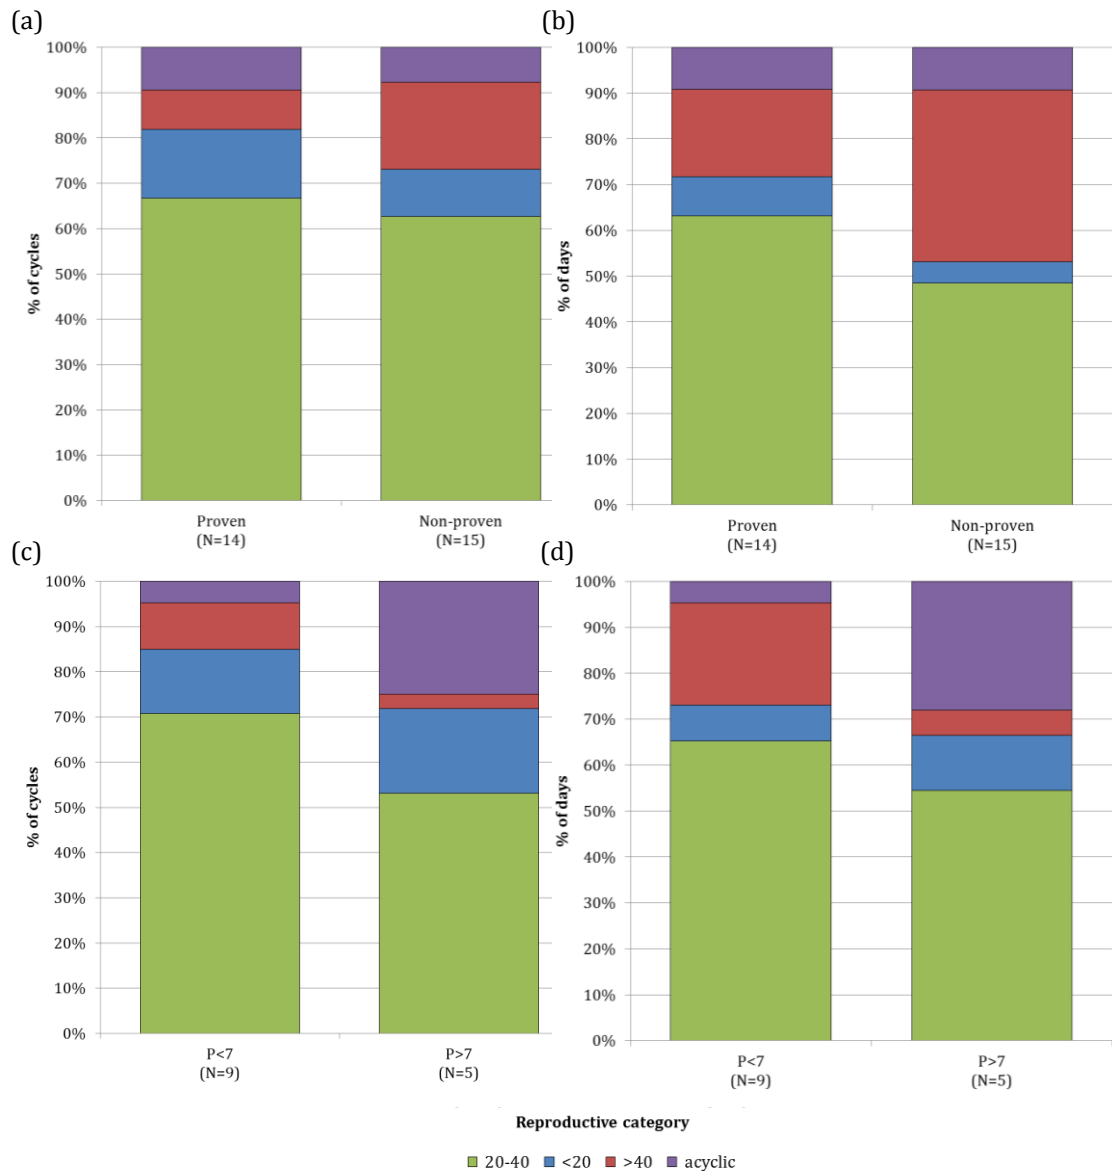 (a)
100%
90%
80%
70%
60%
50%
40%
30%
20%
10%
0%
% of cycles
Proven
(N=14)
Non-proven
(N=15)
(b)
100%
90%
80%
70%
60%
50%
40%
30%
20%
10%
0%
% of days
Proven
(N=14)
Non-proven
(N=15)
(c)
100%
90%
80%
70%
60%
50%
40%
30%
20%
10%
0%
% of cycles
P<7
(N=9)
P>7
(N=5)
(d)
100%
90%
80%
70%
60%
50%
40%
30%
20%
10%
0%
% of days
P<7
(N=9)
P>7
(N=5)
Reproductive category
20-40 <20 >40 acyclic